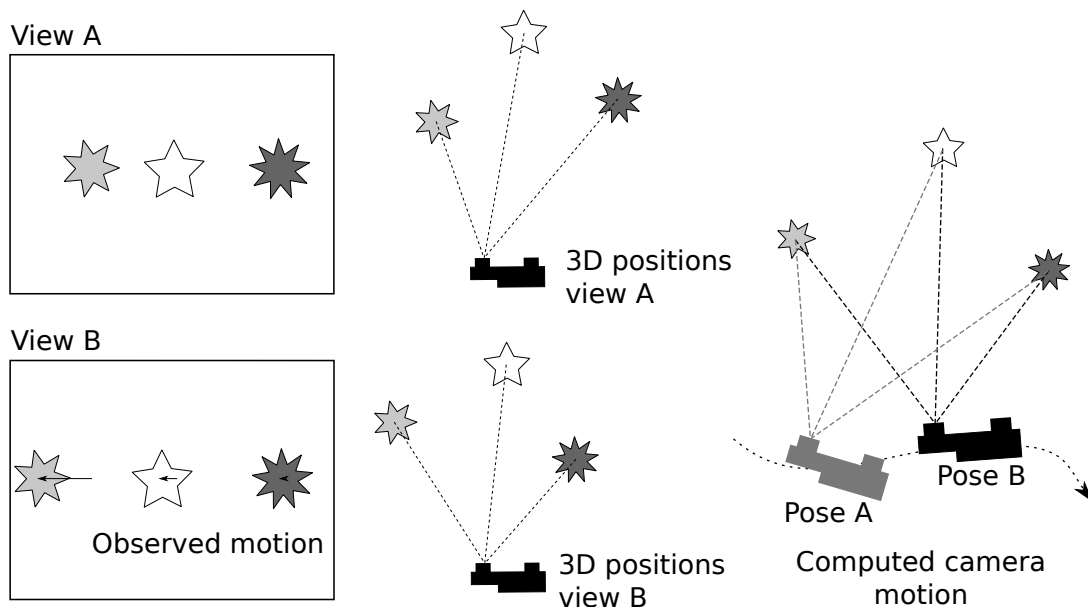 View A
3D positions
view A
View B
Observed motion
3D positions
view B
Pose A
Pose B
Computed camera
motion